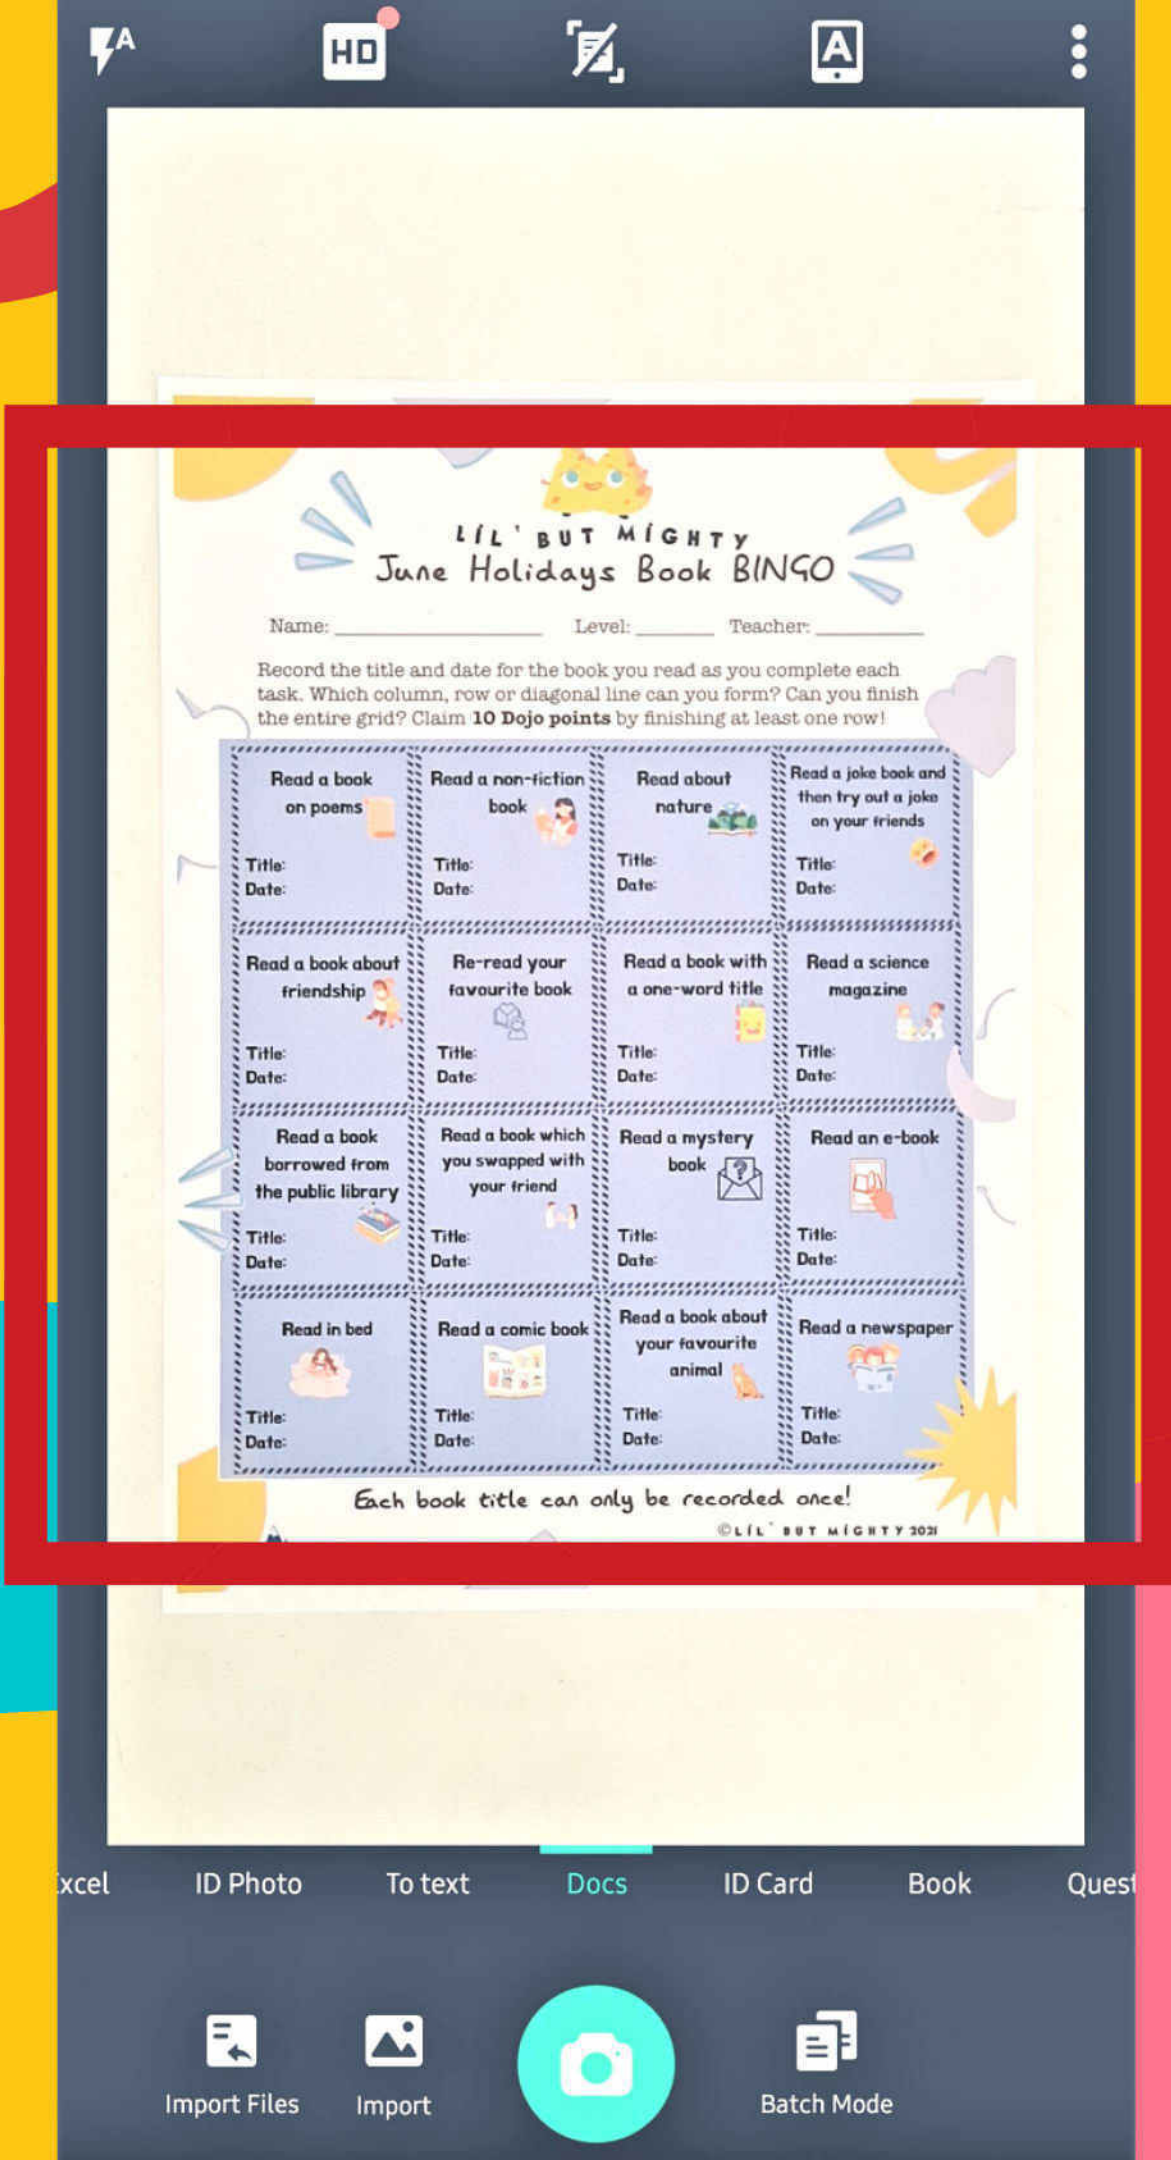 A
HD
A
LÍL' BUT MÍGHTY
June Holidays Book BINGO
Name: Level: Teacher:
Record the title and date for the book you read as you complete each
task. Which column, row or diagonal line can you form? Can you finish
the entire grid? Claim 10 Dojo points by finishing at least one row!
Read a book
on poems
Title:
Date:
Read a non-fiction
book
Title:
Date:
Read about
nature
Title:
Date:
Read a joke book and
then try out a joke
on your friends
Title:
Date:
Read a book about
friendship
Title:
Date:
Re-read your
favourite book
Title:
Date:
Read a book with
a one-word title
Title:
Date:
Read a science
magazine
Title:
Date:
Read a book
borrowed from
the public library
Title:
Date:
Read a book which
you swapped with
your friend
Title:
Date:
Read a mystery
book
?
Title:
Date:
Read an e-book
Title:
Date:
Read in bed
Title:
Date:
Read a comic book
Title:
Date:
Read a book about
your favourite
animal
Title:
Date:
Read a newspaper
Title:
Date:
Each book title can only be recorded once!
©LÍL' BUT MÍGHTY 2021
xcel ID Photo To text Docs ID Card Book Quest
Import Files Import Batch Mode